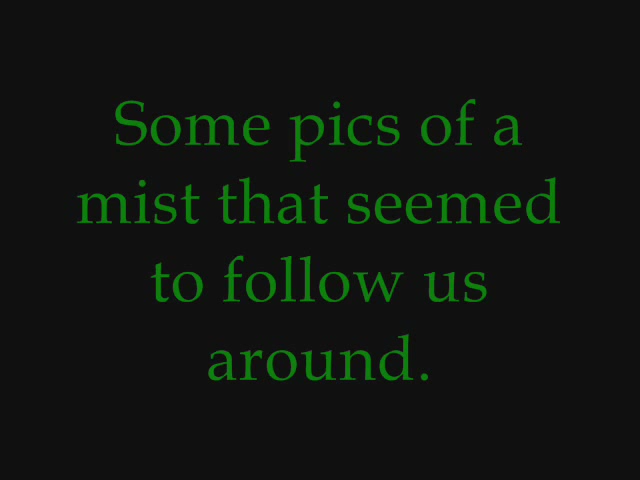 Some pics of a
mist that seemed
to follow us
around.